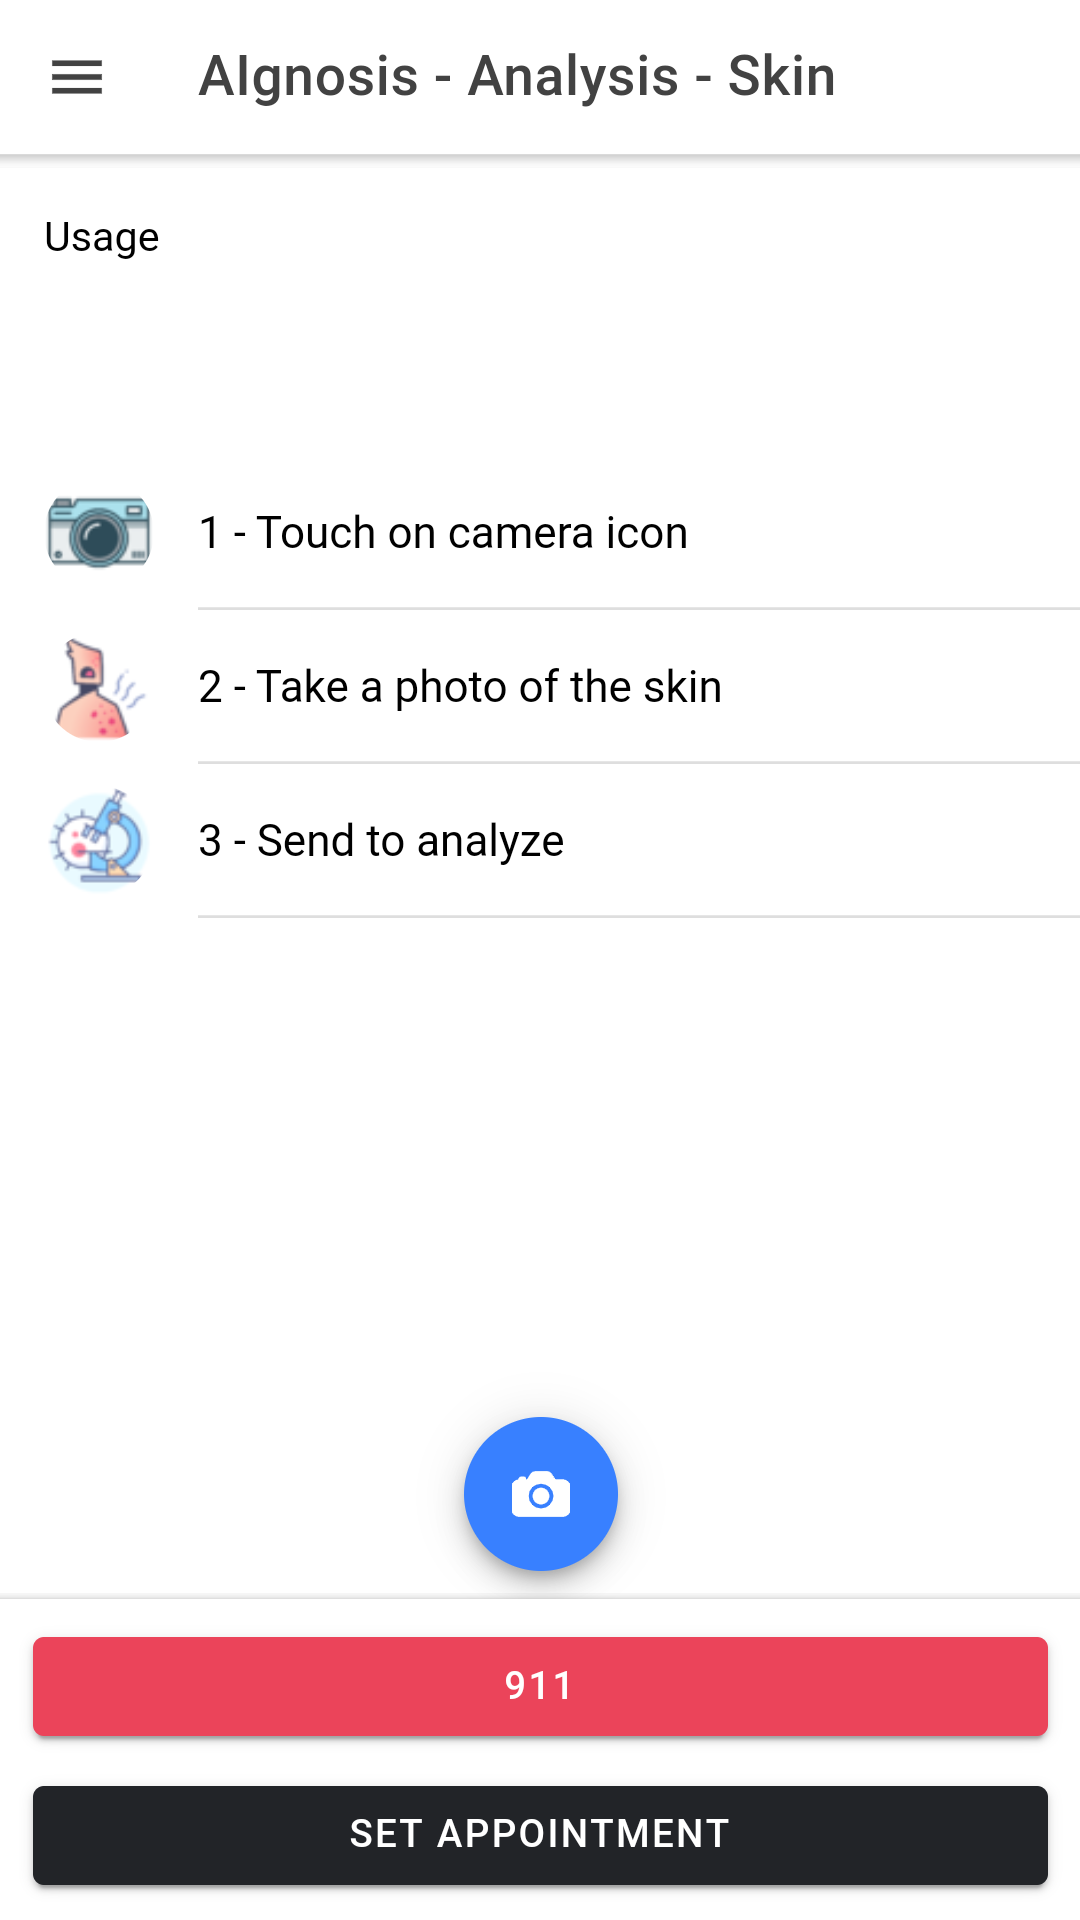 AIgnosis - Analysis - Skin
Usage
1 - Touch on camera icon
2 - Take a photo of the skin
3 - Send to analyze
911
SET APPOINTMENT